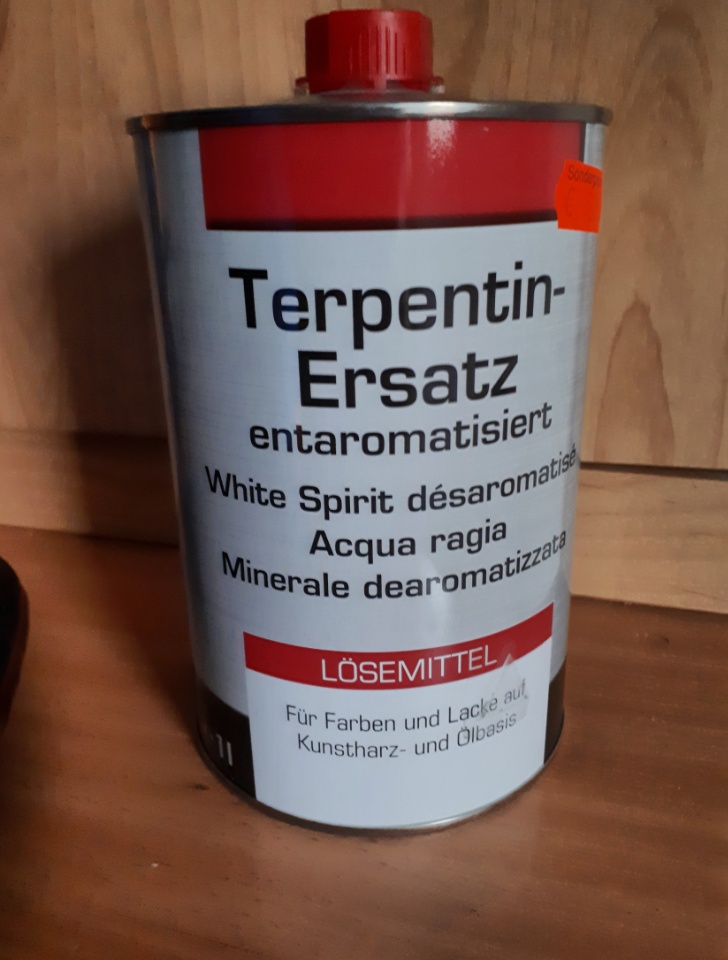 Terpentin-
Ersatz
entaromatisiert
White Spirit désaromatisé
Acqua ragia
Minerale dearomatizzata
LÖSEMITTEL
Für Farben und Lacke auf
Kunstharz- und Ölbasis
1l